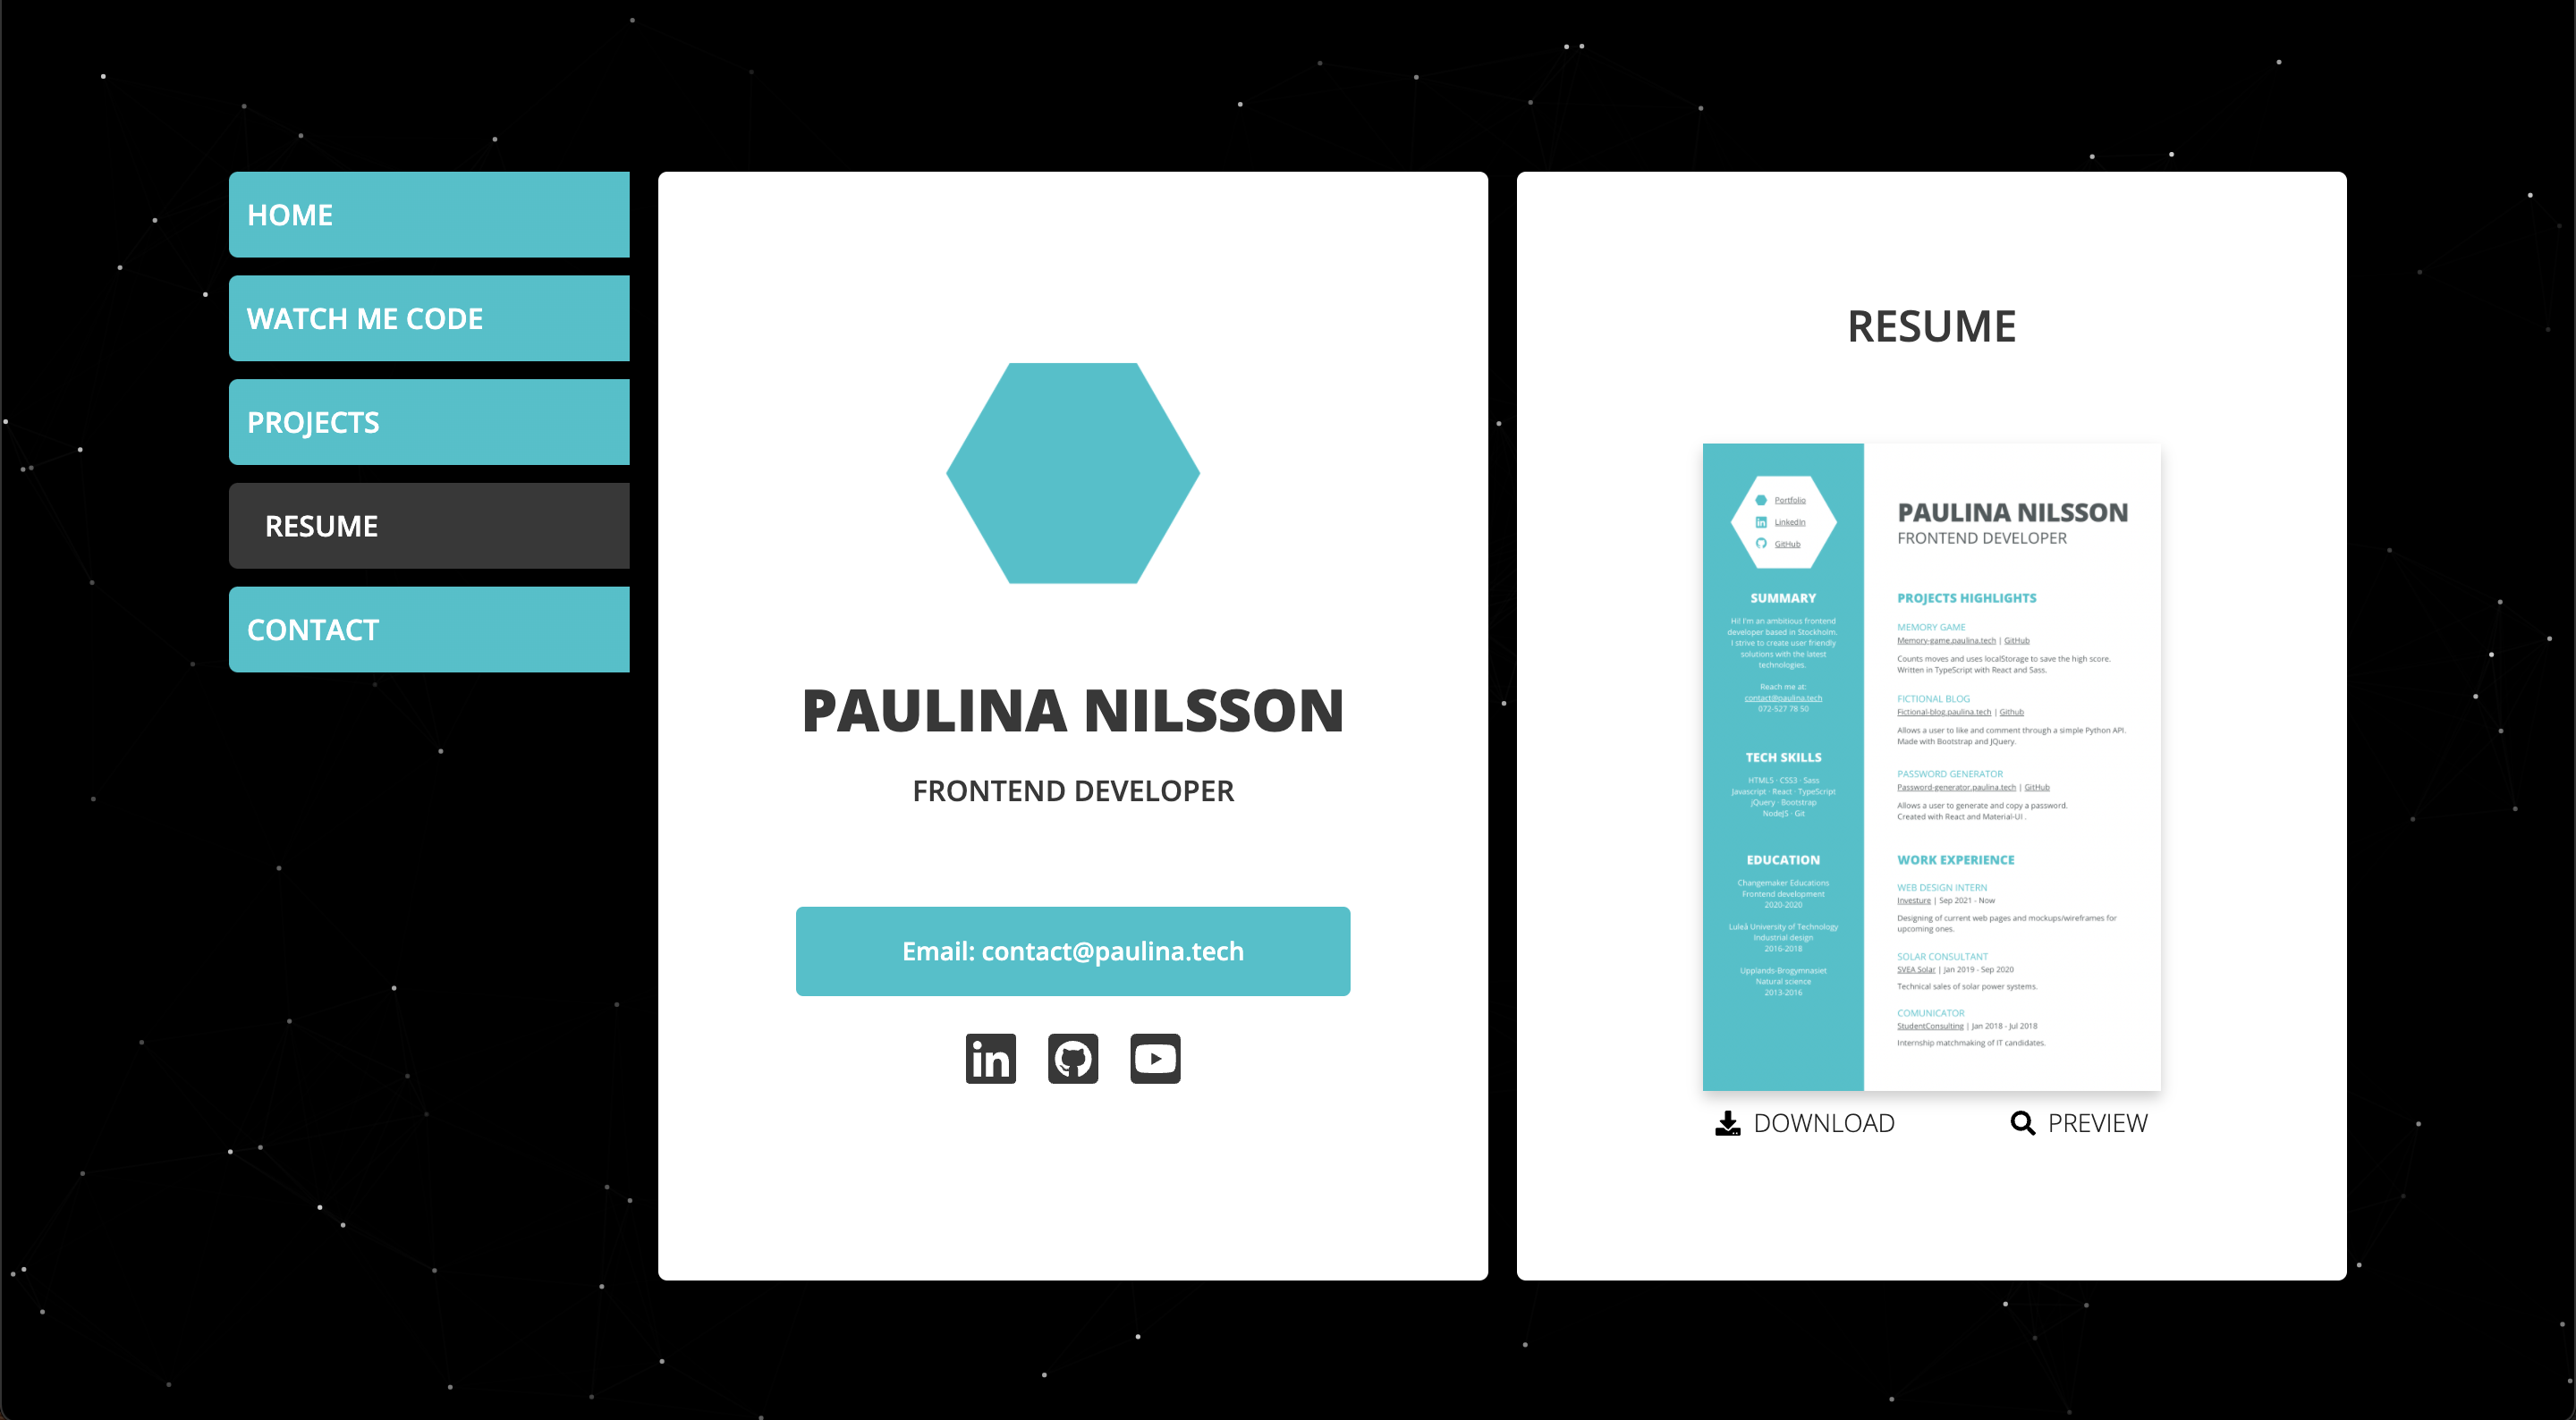 HOME
WATCH ME CODE
PROJECTS
RESUME
CONTACT
PAULINA NILSSON
FRONTEND DEVELOPER
Email: contact@paulina.tech
in
RESUME
Portfolio
in LinkedIn
GitHub
SUMMARY
Hi! I'm an ambitious frontend
developer based in Stockholm.
I strive to create user friendly
solutions with the latest
technologies.
Reach me at:
contact@paulina.tech
072-527 78 50
TECH SKILLS
HTML5 · CSS3 · Sass
Javascript · React · TypeScript
jQuery · Bootstrap
NodeJS · Git
EDUCATION
Changemaker Educations
Frontend development
2020-2020
Luleå University of Technology
Industrial design
2016-2018
Upplands-Brogymnasiet
Natural science
2013-2016
PAULINA NILSSON
FRONTEND DEVELOPER
PROJECTS HIGHLIGHTS
MEMORY GAME
Memory-game.paulina.tech | GitHub
Counts moves and uses localStorage to save the high score.
Written in TypeScript with React and Sass.
FICTIONAL BLOG
Fictional-blog.paulina.tech | Github
Allows a user to like and comment through a simple Python API.
Made with Bootstrap and JQuery.
PASSWORD GENERATOR
Password-generator.paulina.tech | GitHub
Allows a user to generate and copy a password.
Created with React and Material-UI .
WORK EXPERIENCE
WEB DESIGN INTERN
Investure | Sep 2021 - Now
Designing of current web pages and mockups/wireframes for
upcoming ones.
SOLAR CONSULTANT
SVEA Solar | Jan 2019 - Sep 2020
Technical sales of solar power systems.
COMUNICATOR
StudentConsulting | Jan 2018 - Jul 2018
Internship matchmaking of IT candidates.
DOWNLOAD
PREVIEW